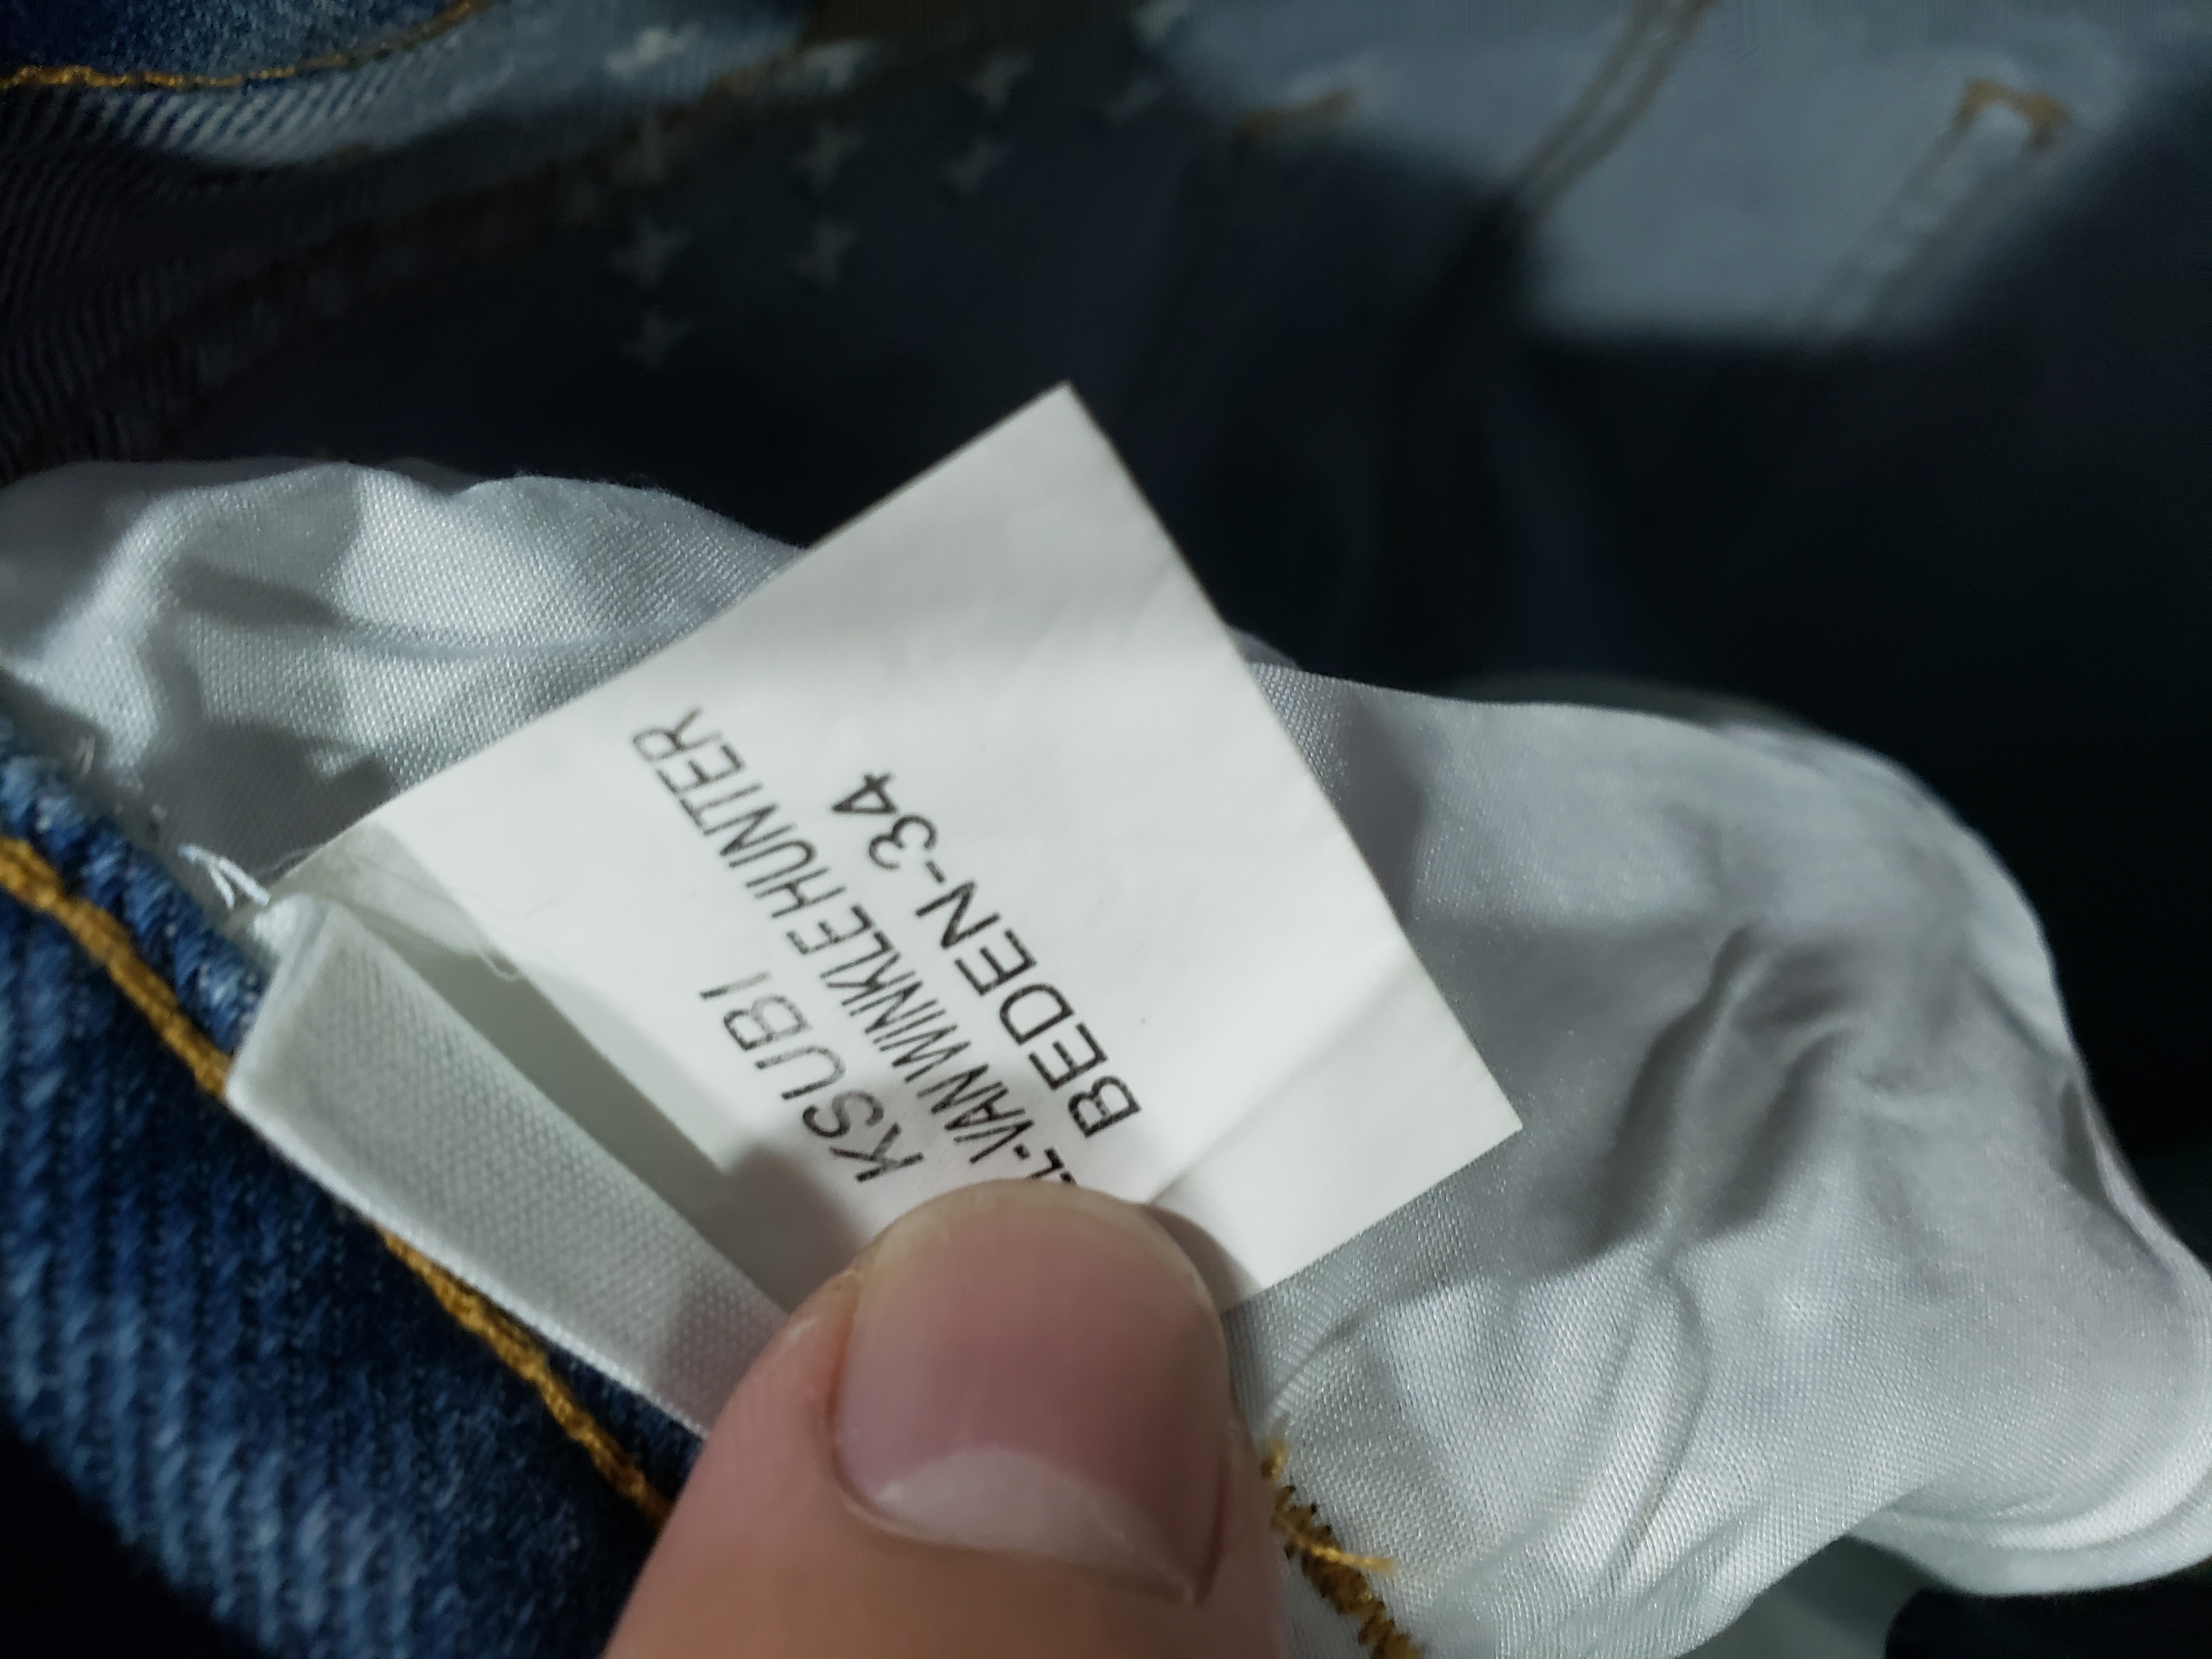 KSUBI
VAN WINKLE HUNTER
BEDEN-34